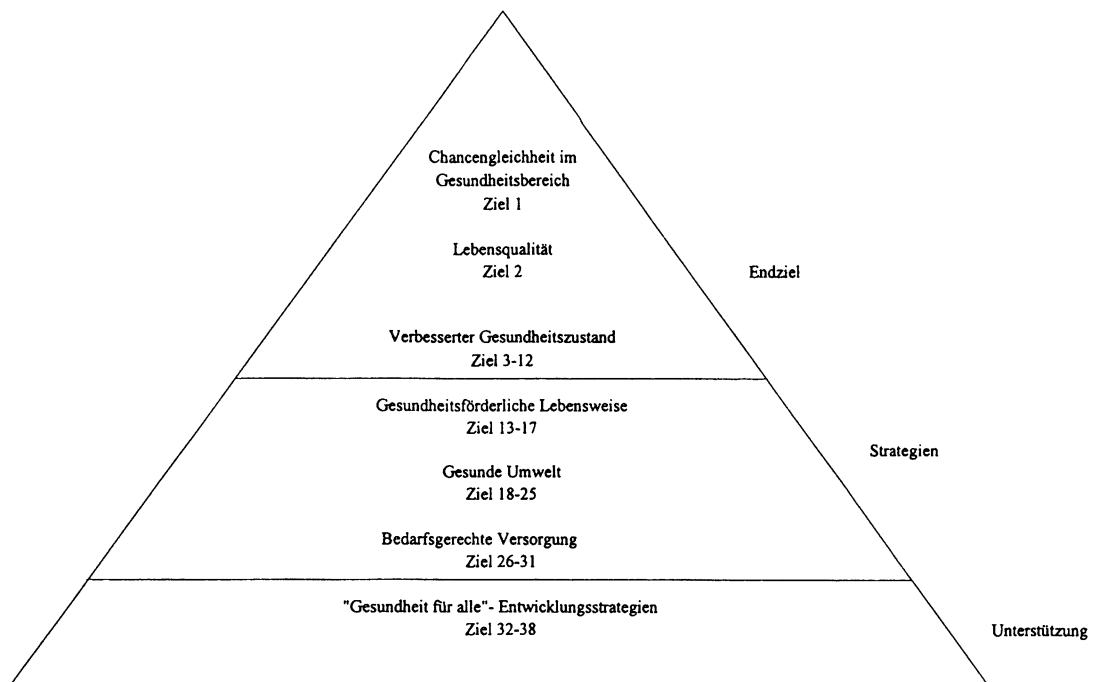 Chancengleichheit im
Gesundheitsbereich
Ziel 1
Lebensqualität
Ziel 2
Endziel
Verbesserter Gesundheitszustand
Ziel 3-12
Gesundheitsförderliche Lebensweise
Ziel 13-17
Strategien
Gesunde Umwelt
Ziel 18-25
Bedarfsgerechte Versorgung
Ziel 26-31
"Gesundheit für alle"- Entwicklungsstrategien
Ziel 32-38
Unterstützung